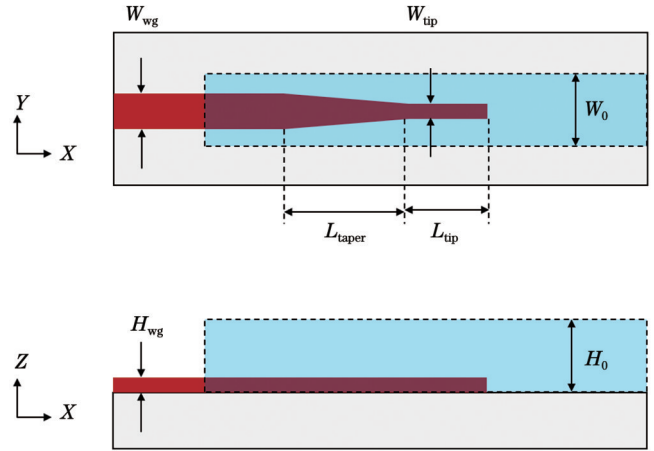 W_wg W_tip
Y
X
W_0
L_taper L_tip
H_wg
Z
H_0
X